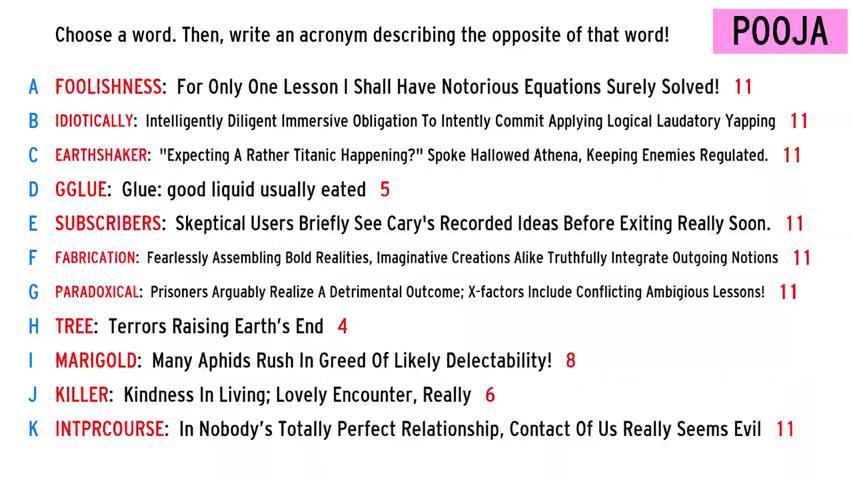 Choose a word. Then, write an acronym describing the opposite of that word!
POOJA
A FOOLISHNESS: For Only One Lesson I Shall Have Notorious Equations Surely Solved! 11
B IDIOTICALLY: Intelligently Diligent Immersive Obligation To Intently Commit Applying Logical Laudatory Yapping 11
C EARTHSHAKER: "Expecting A Rather Titanic Happening?" Spoke Hallowed Athena, Keeping Enemies Regulated. 11
D GGLUE: Glue: good liquid usually eated 5
E SUBSCRIBERS: Skeptical Users Briefly See Cary's Recorded Ideas Before Exiting Really Soon. 11
F FABRICATION: Fearlessly Assembling Bold Realities, Imaginative Creations Alike Truthfully Integrate Outgoing Notions 11
G PARADOXICAL: Prisoners Arguably Realize A Detrimental Outcome; X-factors Include Conflicting Ambigious Lessons! 11
H TREE: Terrors Raising Earth's End 4
I MARIGOLD: Many Aphids Rush In Greed Of Likely Delectability! 8
J KILLER: Kindness In Living; Lovely Encounter, Really 6
K INTPRCOURSE: In Nobody's Totally Perfect Relationship, Contact Of Us Really Seems Evil 11